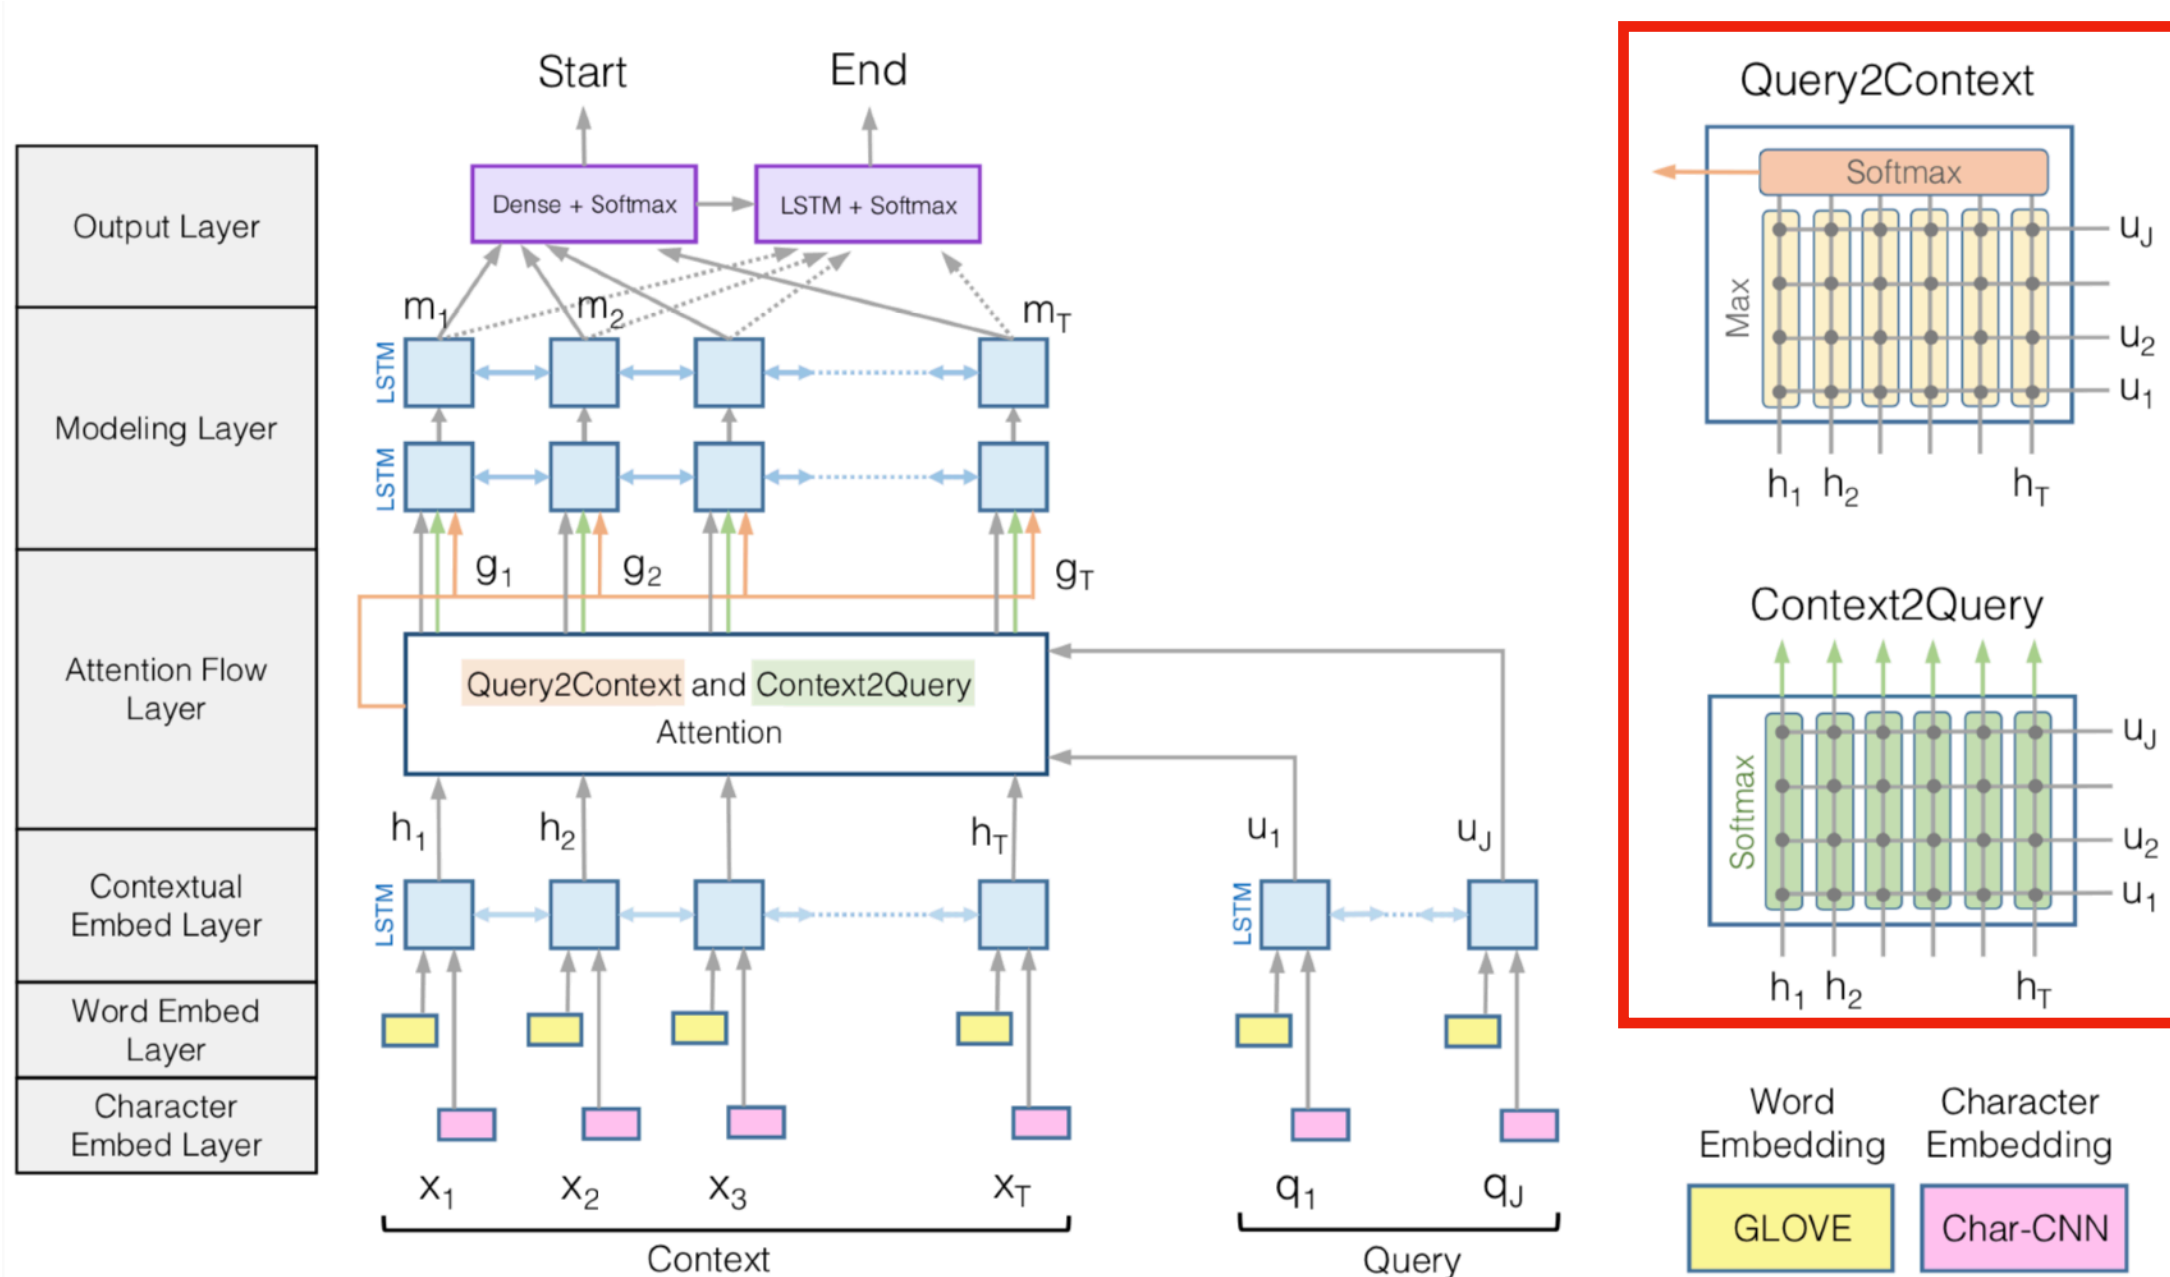 Start
End
Output Layer
Dense + Softmax
LSTM + Softmax
m1
m2
mT
Modeling Layer
LSTM
LSTM
g1
g2
gT
Attention Flow
Layer
Query2Context and Context2Query
Attention
h1
h2
hT
u1
uJ
Contextual
Embed Layer
LSTM
LSTM
Word Embed
Layer
Character
Embed Layer
x1
x2
x3
xT
q1
qJ
Context
Query
Query2Context
Softmax
Max
uJ
u2
u1
h1
h2
hT
Context2Query
Softmax
uJ
u2
u1
h1
h2
hT
Word
Embedding
GLOVE
Character
Embedding
Char-CNN